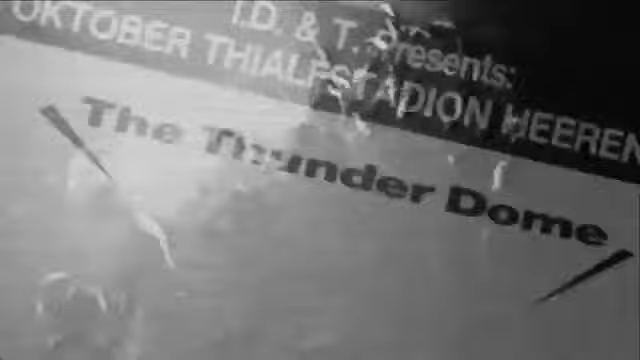 I.D. & T. Presents:
OKTOBER THIALFSTADION HEEREN
The Thunder Dome